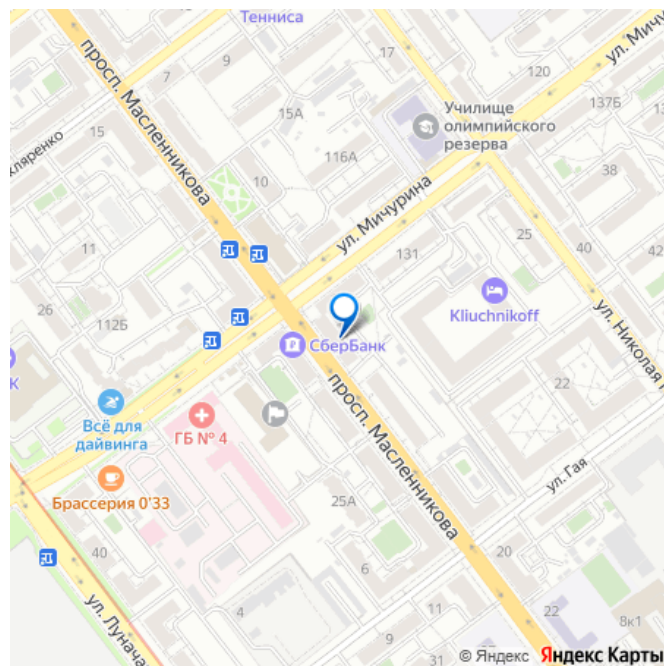 Тенниса
ул. Мичу
17
9
7
120
просп. Масленникова
137Б
Училище
олимпийского
резерва
15А
15
кляренко
116А
38
10
ул. Мичурина
11
131
25
40
42
26
112Б
Kliuchnikoff
СберБанк
ул. Николая
К
22
просп. Масленникова
Всё для
дайвинга
ГБ № 4
ул. Гая
Брассерия 0'33
25А
40
20
6
4
9
11
22
8к1
ул. Лунача
© Яндекс Яндекс Карты